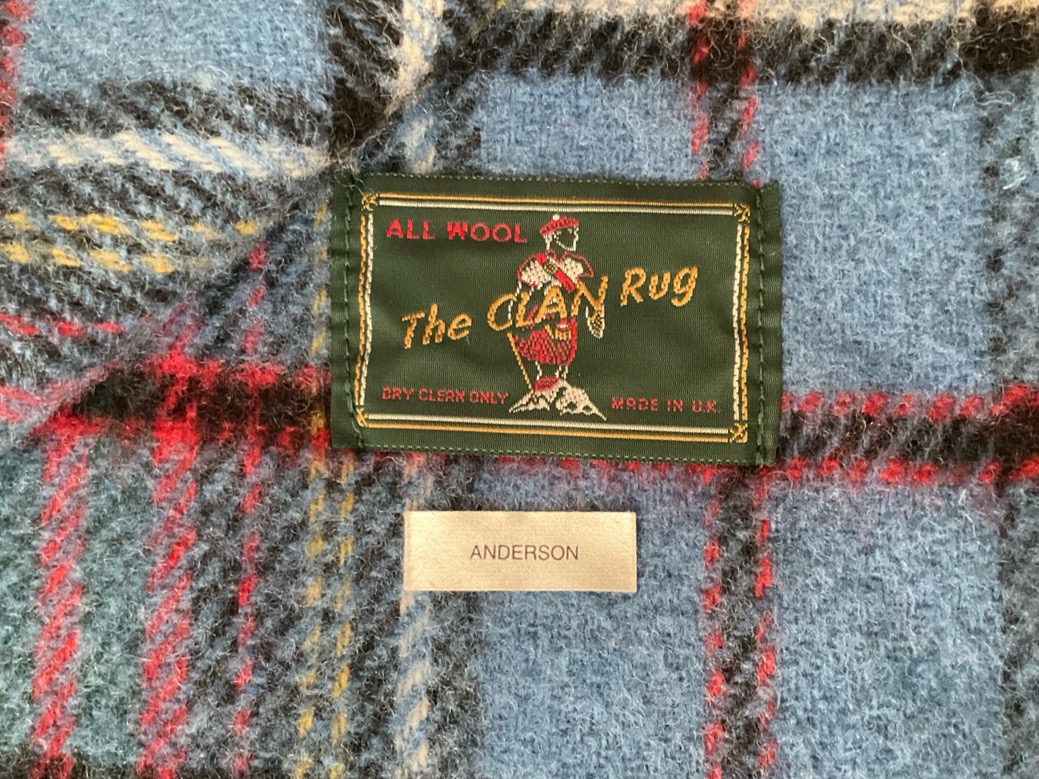 ALL WOOL
The CLAN Rug
DRY CLEAN ONLY MADE IN U.K.
ANDERSON